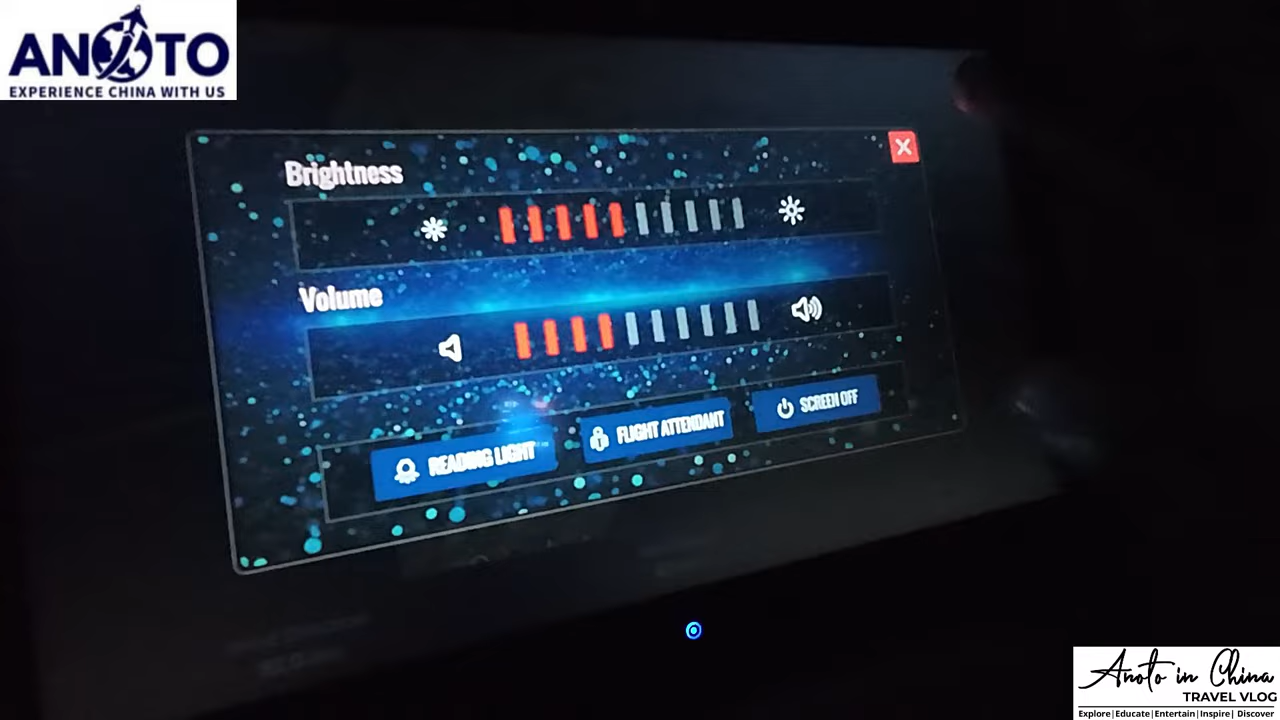 ANOTO
EXPERIENCE CHINA WITH US
Brightness
Volume
READING LIGHT
FLIGHT ATTENDANT
SCREEN OFF
Anoto in China
TRAVEL VLOG
Explore|Educate|Entertain|Inspire| Discover